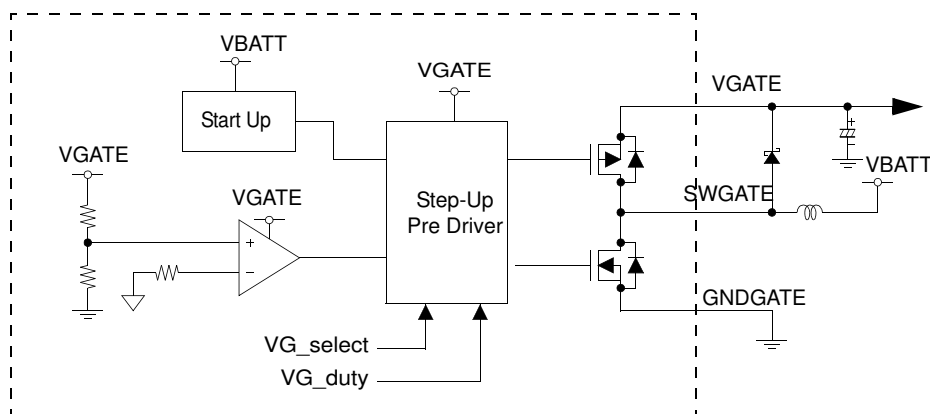 VBATT
VGATE
VGATE
Start Up
VGATE
VBATT
VGATE
SWGATE
Step-Up
Pre Driver
+
+
−
−
GNDGATE
VG_select
VG_duty